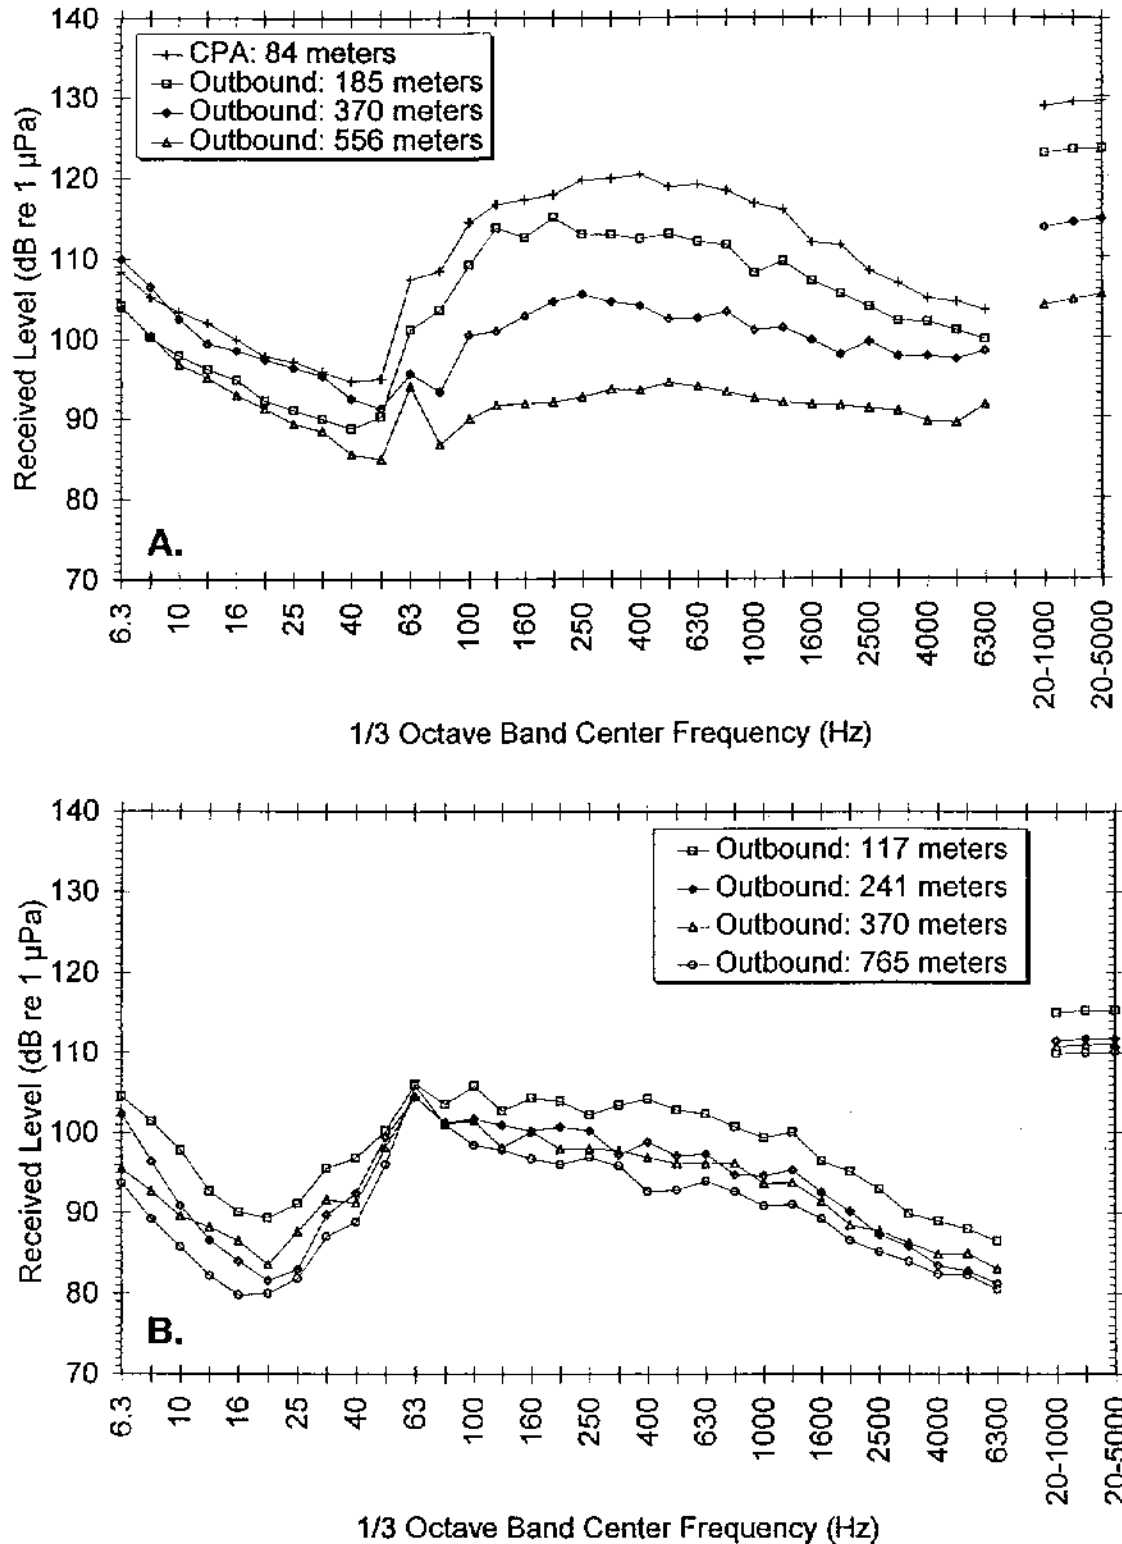 140
130
120
110
100
90
80
70
Received Level (dB re 1 µPa)
CPA: 84 meters
Outbound: 185 meters
Outbound: 370 meters
Outbound: 556 meters
A.
6.3 10 16 25 40 63 100 160 250 400 630 1000 1600 2500 4000 6300 20-1000 20-5000
1/3 Octave Band Center Frequency (Hz)
140
130
120
110
100
90
80
70
Received Level (dB re 1 µPa)
Outbound: 117 meters
Outbound: 241 meters
Outbound: 370 meters
Outbound: 765 meters
B.
6.3 10 16 25 40 63 100 160 250 400 630 1000 1600 2500 4000 6300 20-1000 20-5000
1/3 Octave Band Center Frequency (Hz)